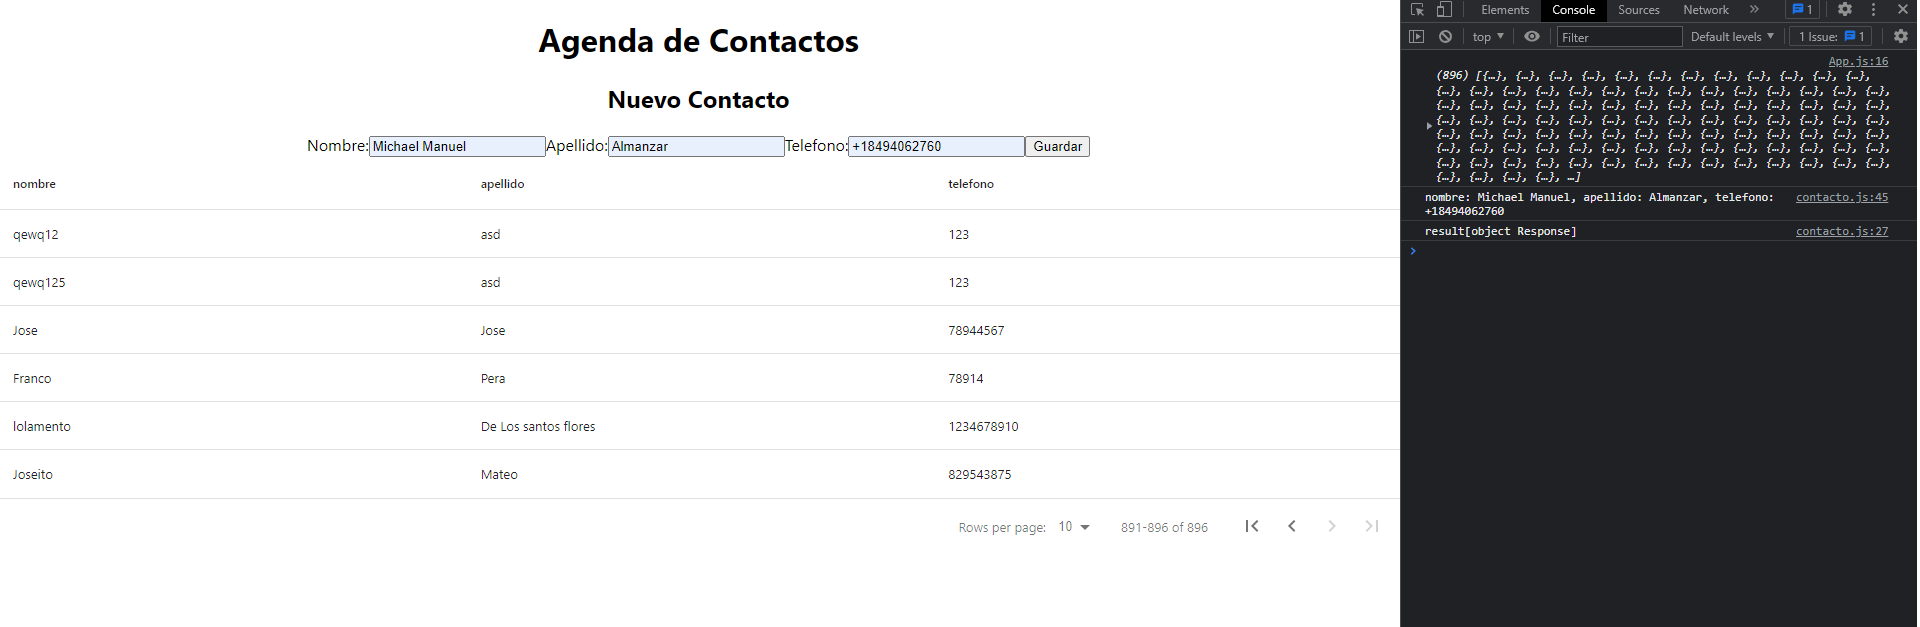 Agenda de Contactos
Nuevo Contacto
Nombre: Michael Manuel Apellido: Almanzar Telefono: +18494062760 Guardar
nombre apellido telefono
qewq12 asd 123
qewq125 asd 123
Jose Jose 78944567
Franco Pera 78914
lolamento De Los santos flores 1234678910
Joseito Mateo 829543875
Rows per page: 10 891-896 of 896
Elements Console Sources Network » 1
top Filter Default levels 1 Issue: 1
App.js:16
(896) [{…}, {…}, {…}, {…}, {…}, {…}, {…}, {…}, {…}, {…}, {…}, {…},
{…}, {…}, {…}, {…}, {…}, {…}, {…}, {…}, {…}, {…}, {…}, {…}, {…}, {…},
{…}, {…}, {…}, {…}, {…}, {…}, {…}, {…}, {…}, {…}, {…}, {…}, {…}, {…},
{…}, {…}, {…}, {…}, {…}, {…}, {…}, {…}, {…}, {…}, {…}, {…}, {…}, {…},
{…}, {…}, {…}, {…}, {…}, {…}, {…}, {…}, {…}, {…}, {…}, {…}, {…}, {…},
{…}, {…}, {…}, {…}, {…}, {…}, {…}, {…}, {…}, {…}, {…}, {…}, {…}, {…},
{…}, {…}, {…}, {…}, {…}, {…}, {…}, {…}, {…}, {…}, {…}, {…}, {…}, {…},
{…}, {…}, {…}, {…}, …]
nombre: Michael Manuel, apellido: Almanzar, telefono: contacto.js:45
+18494062760
result[object Response] contacto.js:27